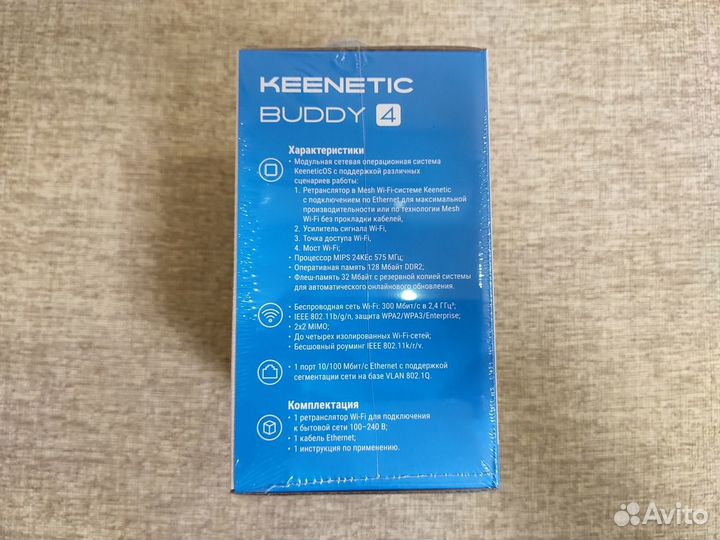 KEENETIC
BUDDY 4
Характеристики
• Модульная сетевая операционная система
KeeneticOS с поддержкой различных
сценариев работы:
1. Ретранслятор в Mesh Wi-Fi-системе Keenetic
с подключением по Ethernet для максимальной
производительности или по технологии Mesh
Wi-Fi без прокладки кабелей,
2. Усилитель сигнала Wi-Fi,
3. Точка доступа Wi-Fi,
4. Мост Wi-Fi;
• Процессор MIPS 24KEc 575 МГц;
• Оперативная память 128 Мбайт DDR2;
• Флеш-память 32 Мбайт с резервной копией системы
для автоматического онлайнового обновления.
• Беспроводная сеть Wi-Fi: 300 Мбит/с в 2,4 ГГц³;
• IEEE 802.11b/g/n, защита WPA2/WPA3/Enterprise;
• 2x2 MIMO;
• До четырех изолированных Wi-Fi-сетей;
• Бесшовный роуминг IEEE 802.11k/r/v.
• 1 порт 10/100 Мбит/с Ethernet с поддержкой
сегментации сети на базе VLAN 802.1Q.
Комплектация
• 1 ретранслятор Wi-Fi для подключения
к бытовой сети 100–240 В;
• 1 кабель Ethernet;
• 1 инструкция по применению.
Avito